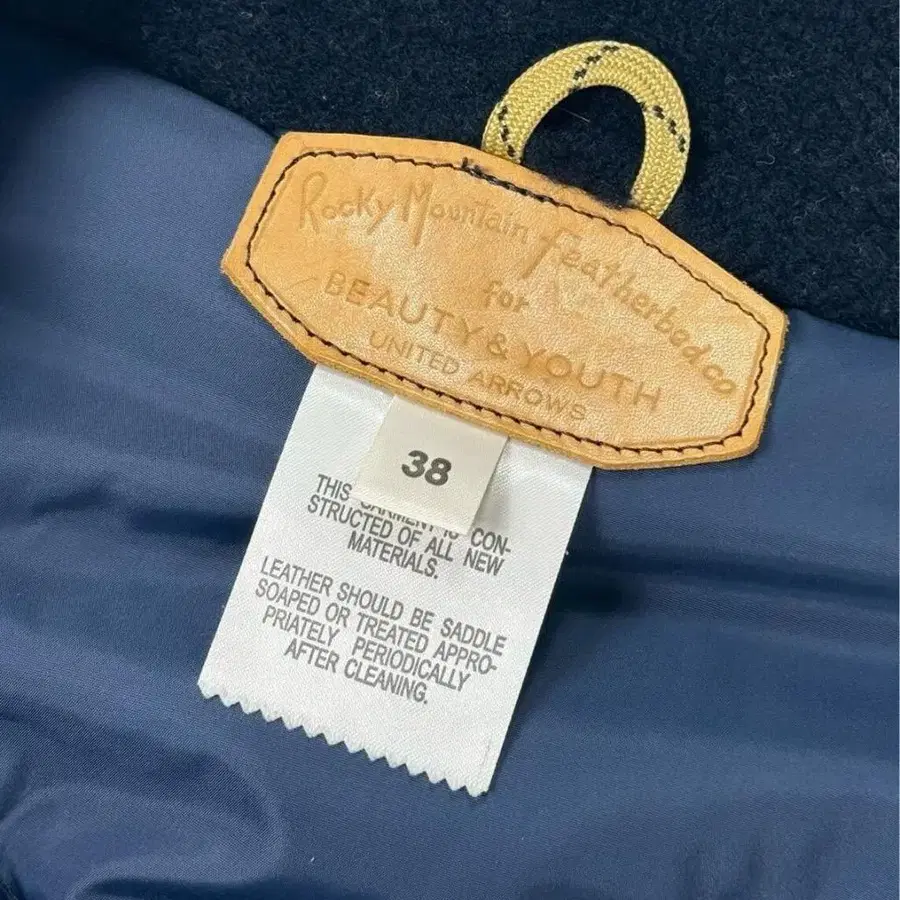 Rocky Mountain Featherbed co
for
BEAUTY & YOUTH
UNITED ARROWS
38
THIS GARMENT IS CON-
STRUCTED OF ALL NEW
MATERIALS.
LEATHER SHOULD BE SADDLE
SOAPED OR TREATED APPRO-
PRIATELY PERIODICALLY
AFTER CLEANING.